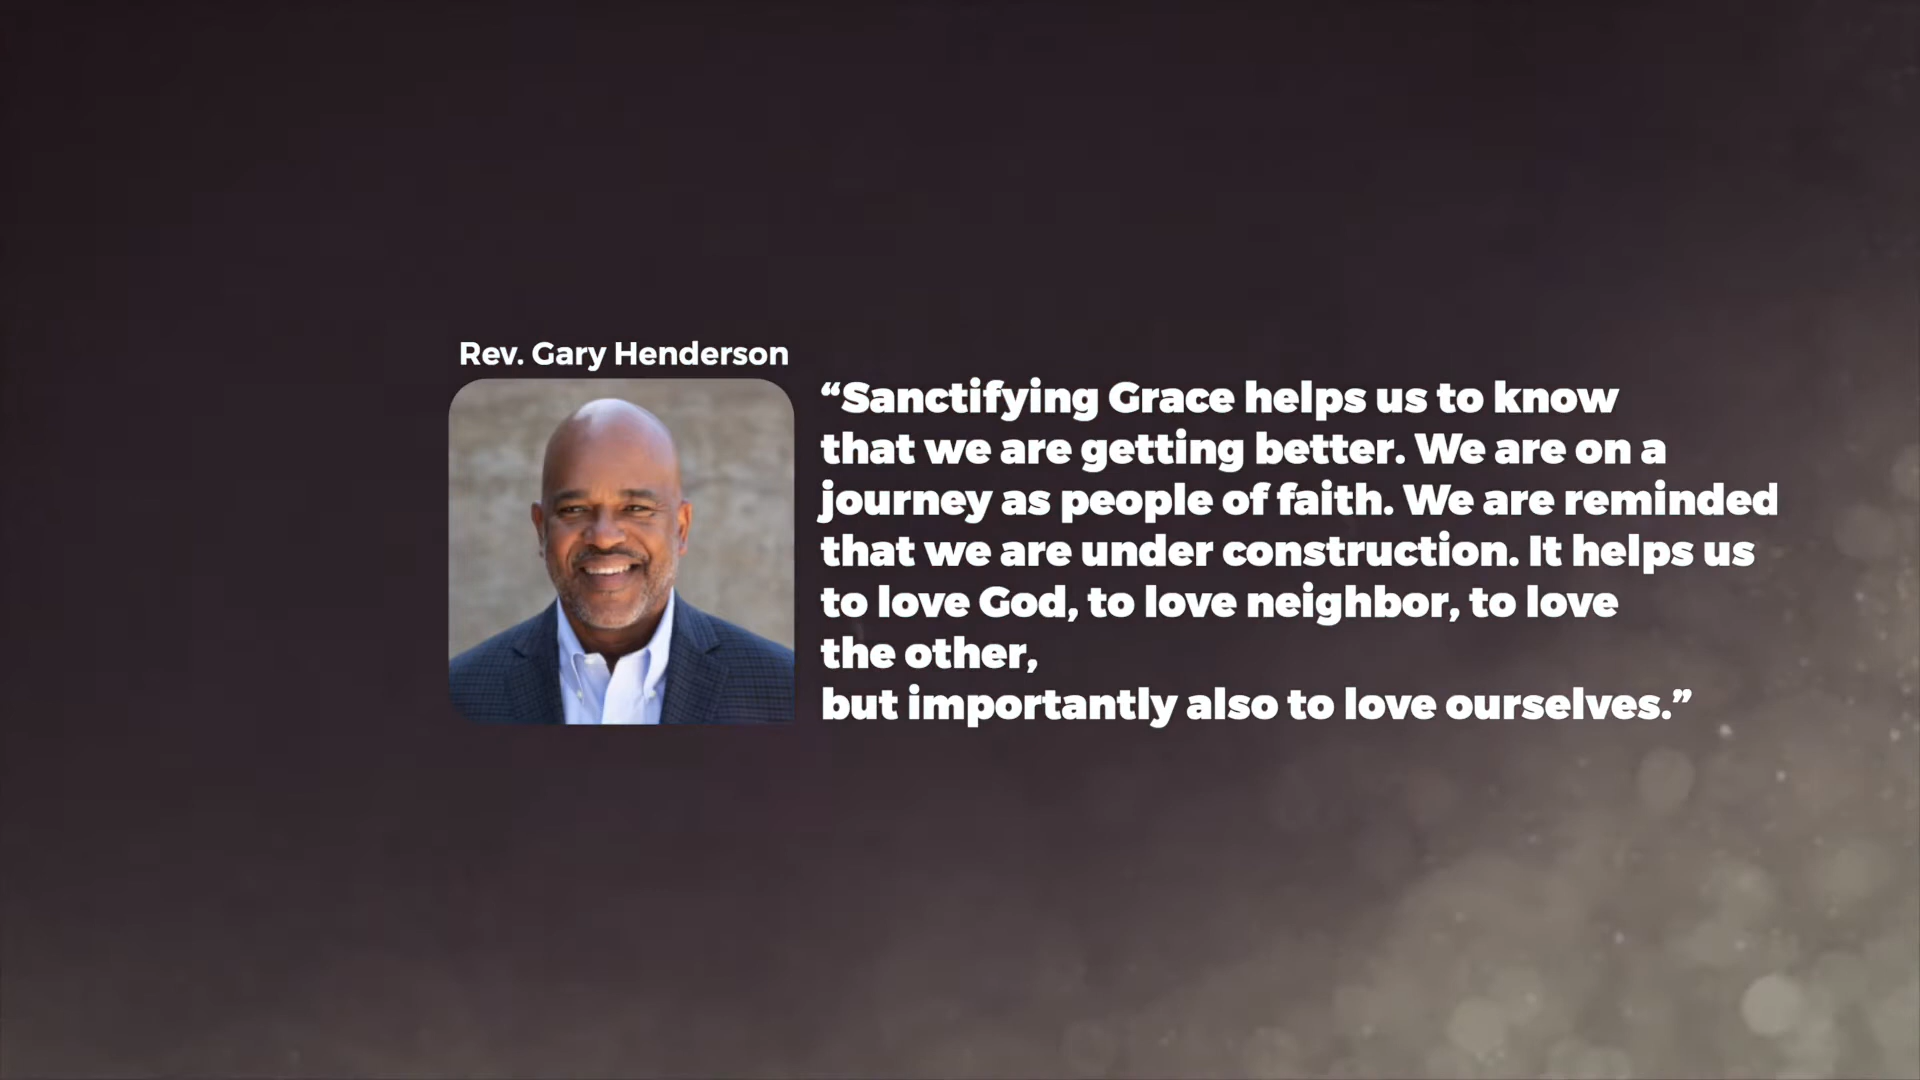 Rev. Gary Henderson
“Sanctifying Grace helps us to know
that we are getting better. We are on a
journey as people of faith. We are reminded
that we are under construction. It helps us
to love God, to love neighbor, to love
the other,
but importantly also to love ourselves.”